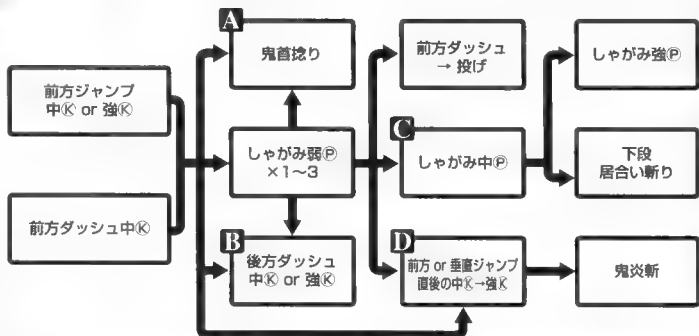 前方ジャンプ
中Ⓚ or 強Ⓚ
前方ダッシュ中Ⓚ
A
鬼首捻り
しゃがみ弱Ⓟ
×1～3
B
後方ダッシュ
中Ⓚ or 強Ⓚ
前方ダッシュ
→ 投げ
C
しゃがみ中Ⓟ
D
前方 or 垂直ジャンプ
直後の中Ⓚ→強Ⓚ
しゃがみ強Ⓟ
下段
居合い斬り
鬼炎斬